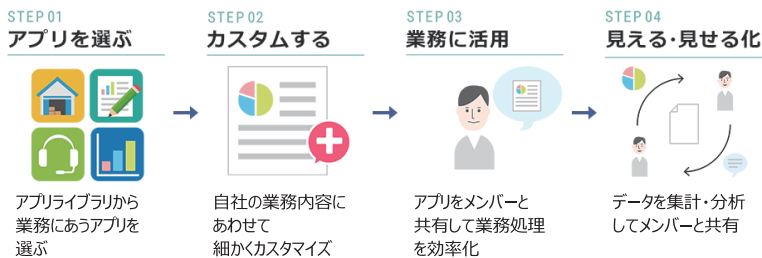 STEP 01
アプリを選ぶ
アプリライブラリから
業務にあうアプリを
選ぶ
STEP 02
カスタムする
自社の業務内容に
あわせて
細かくカスタマイズ
STEP 03
業務に活用
アプリをメンバーと
共有して業務処理
を効率化
STEP 04
見える・見せる化
データを集計・分析
してメンバーと共有